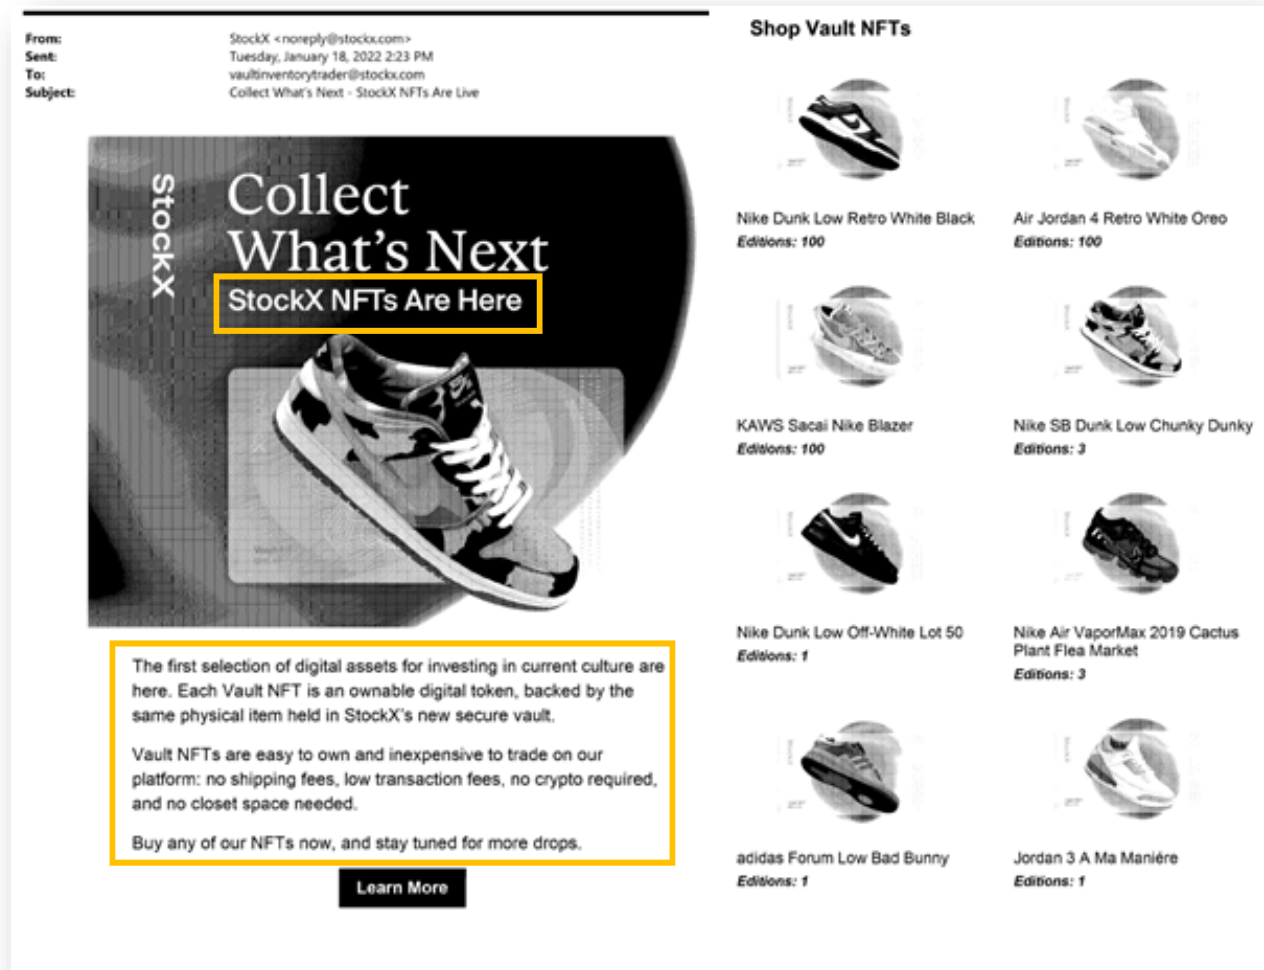 From: StockX <noreply@stockx.com>
Sent: Tuesday, January 18, 2022 2:23 PM
To: vaultinventorytrader@stockx.com
Subject: Collect What's Next - StockX NFTs Are Live
StockX
Collect
What's Next
StockX NFTs Are Here
The first selection of digital assets for investing in current culture are
here. Each Vault NFT is an ownable digital token, backed by the
same physical item held in StockX's new secure vault.
Vault NFTs are easy to own and inexpensive to trade on our
platform: no shipping fees, low transaction fees, no crypto required,
and no closet space needed.
Buy any of our NFTs now, and stay tuned for more drops.
Learn More
Shop Vault NFTs
Nike Dunk Low Retro White Black
Editions: 100
Air Jordan 4 Retro White Oreo
Editions: 100
KAWS Sacai Nike Blazer
Editions: 100
Nike SB Dunk Low Chunky Dunky
Editions: 3
Nike Dunk Low Off-White Lot 50
Editions: 1
Nike Air VaporMax 2019 Cactus
Plant Flea Market
Editions: 3
adidas Forum Low Bad Bunny
Editions: 1
Jordan 3 A Ma Maniére
Editions: 1